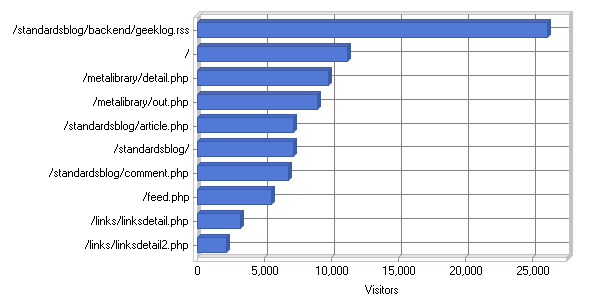 /standardsblog/backend/geeklog.rss
/
/metalibrary/detail.php
/metalibrary/out.php
/standardsblog/article.php
/standardsblog/
/standardsblog/comment.php
/feed.php
/links/linksdetail.php
/links/linksdetail2.php
0 5,000 10,000 15,000 20,000 25,000
Visitors